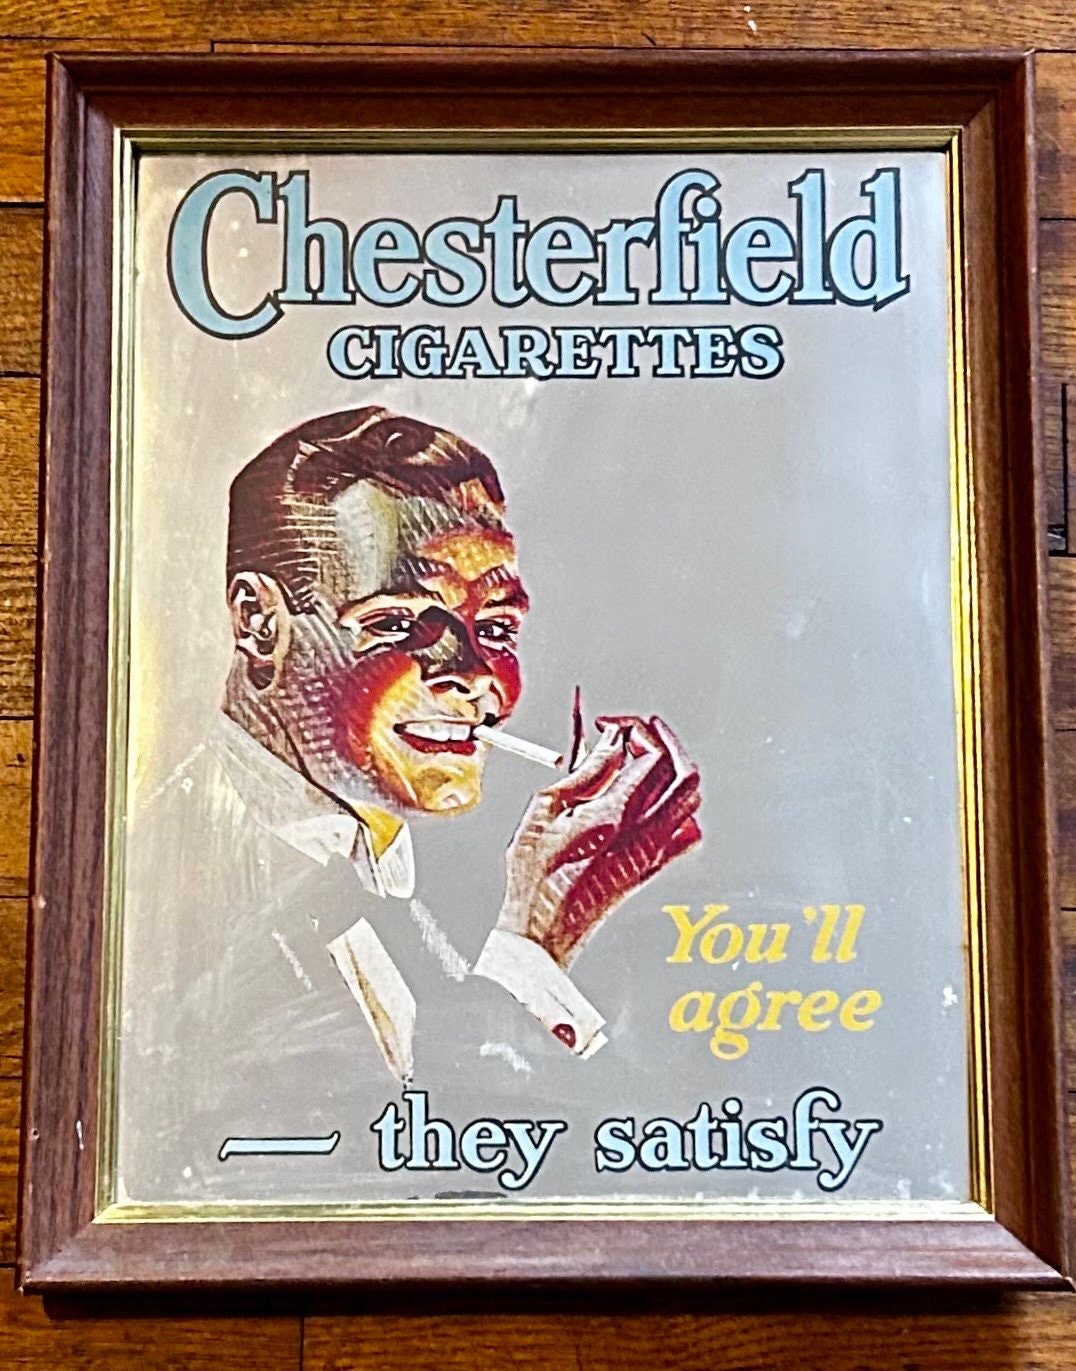 Chesterfield
CIGARETTES
You'll
agree
— they satisfy